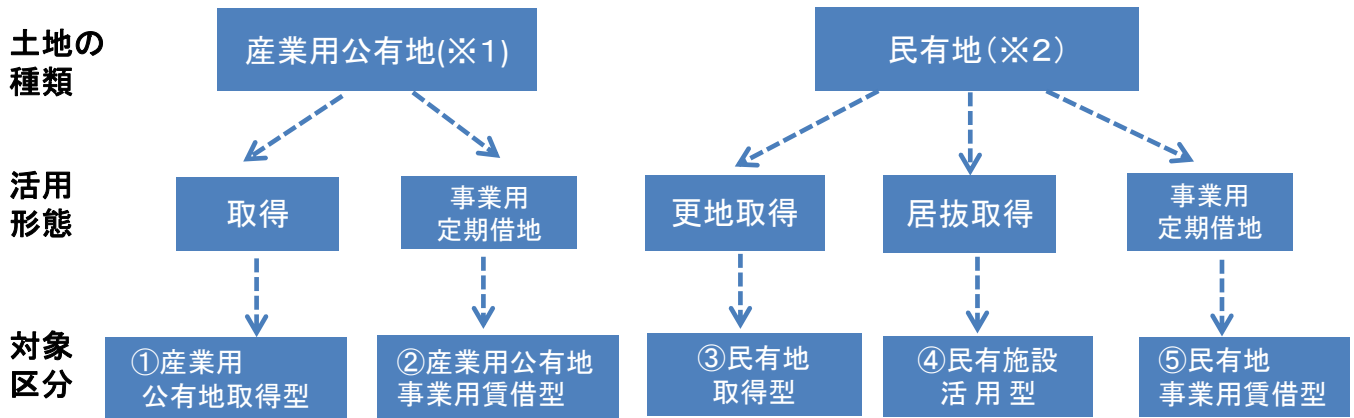 土地の
種類
産業用公有地(※1)
民有地(※2)
活用
形態
取得
事業用
定期借地
更地取得
居抜取得
事業用
定期借地
対象
区分
①産業用
公有地取得型
②産業用公有地
事業用賃借型
③民有地
取得型
④民有施設
活用型
⑤民有地
事業用賃借型